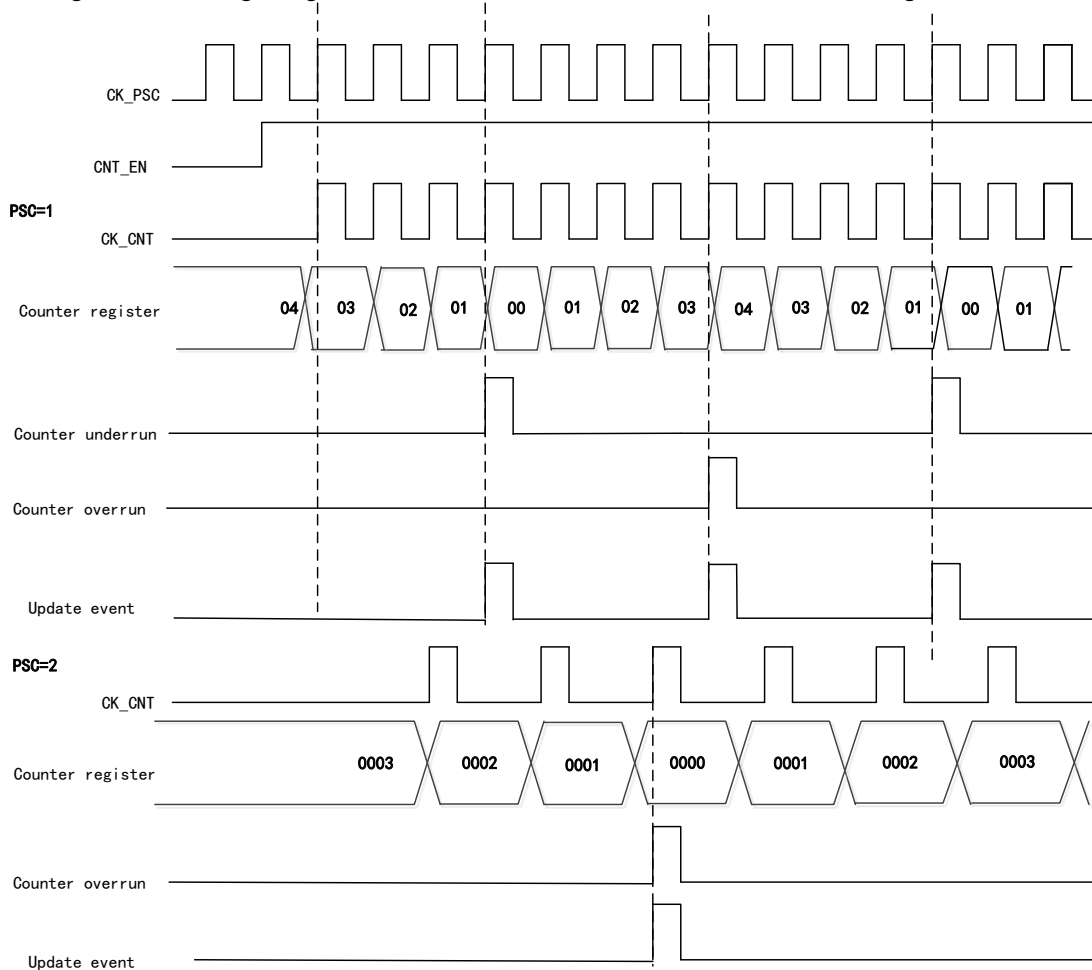 CK_PSC
CNT_EN
PSC=1
CK_CNT
Counter register 04 03 02 01 00 01 02 03 04 03 02 01 00 01
Counter underrun
Counter overrun
Update event
PSC=2
CK_CNT
Counter register 0003 0002 0001 0000 0001 0002 0003
Counter overrun
Update event